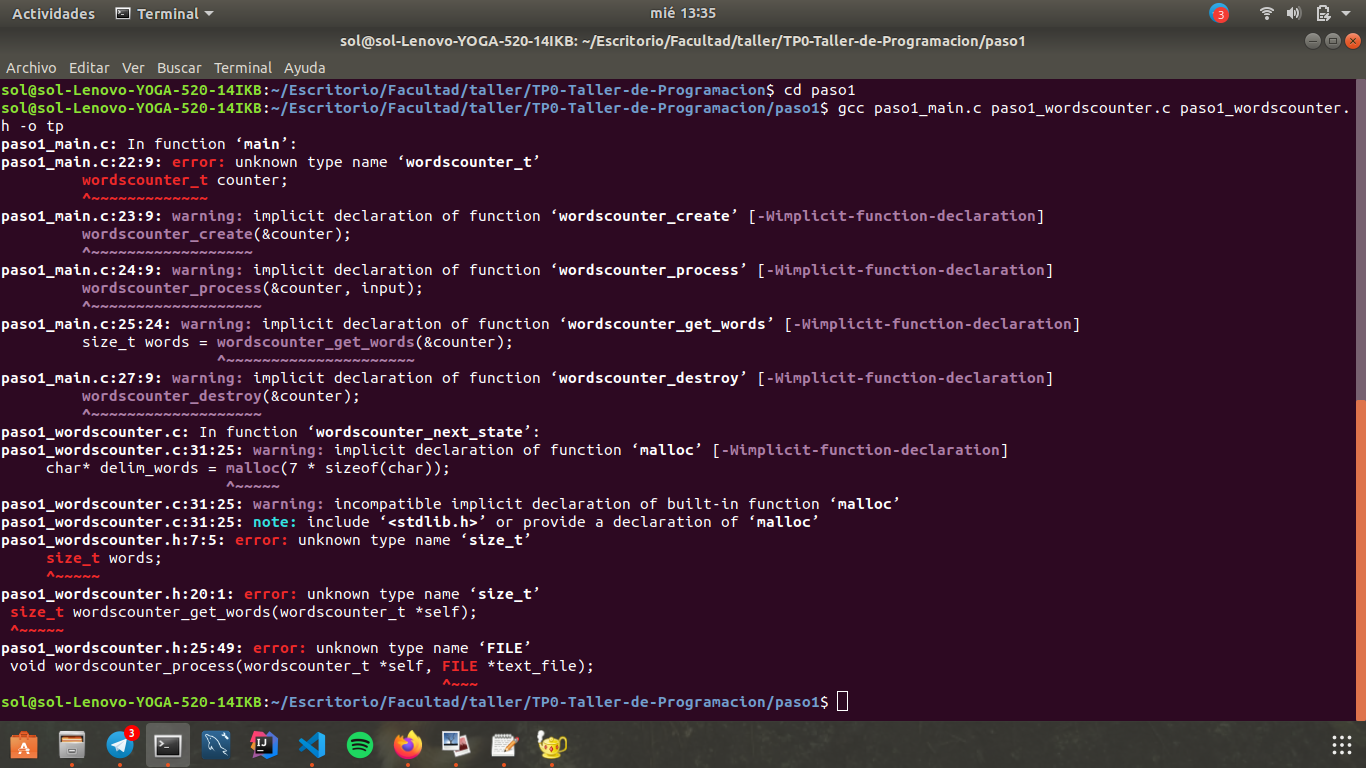 Actividades Terminal mié 13:35 3
sol@sol-Lenovo-YOGA-520-14IKB: ~/Escritorio/Facultad/taller/TP0-Taller-de-Programacion/paso1
Archivo Editar Ver Buscar Terminal Ayuda
sol@sol-Lenovo-YOGA-520-14IKB:~/Escritorio/Facultad/taller/TP0-Taller-de-Programacion$ cd paso1
sol@sol-Lenovo-YOGA-520-14IKB:~/Escritorio/Facultad/taller/TP0-Taller-de-Programacion/paso1$ gcc paso1_main.c paso1_wordscounter.c paso1_wordscounter.
h -o tp
paso1_main.c: In function ‘main’:
paso1_main.c:22:9: error: unknown type name ‘wordscounter_t’
wordscounter_t counter;
^~~~~~~~~~~~~~
paso1_main.c:23:9: warning: implicit declaration of function ‘wordscounter_create’ [-Wimplicit-function-declaration]
wordscounter_create(&counter);
^~~~~~~~~~~~~~~~~~~
paso1_main.c:24:9: warning: implicit declaration of function ‘wordscounter_process’ [-Wimplicit-function-declaration]
wordscounter_process(&counter, input);
^~~~~~~~~~~~~~~~~~~~
paso1_main.c:25:24: warning: implicit declaration of function ‘wordscounter_get_words’ [-Wimplicit-function-declaration]
size_t words = wordscounter_get_words(&counter);
^~~~~~~~~~~~~~~~~~~~~~
paso1_main.c:27:9: warning: implicit declaration of function ‘wordscounter_destroy’ [-Wimplicit-function-declaration]
wordscounter_destroy(&counter);
^~~~~~~~~~~~~~~~~~~~
paso1_wordscounter.c: In function ‘wordscounter_next_state’:
paso1_wordscounter.c:31:25: warning: implicit declaration of function ‘malloc’ [-Wimplicit-function-declaration]
char* delim_words = malloc(7 * sizeof(char));
^~~~~~
paso1_wordscounter.c:31:25: warning: incompatible implicit declaration of built-in function ‘malloc’
paso1_wordscounter.c:31:25: note: include ‘<stdlib.h>’ or provide a declaration of ‘malloc’
paso1_wordscounter.h:7:5: error: unknown type name ‘size_t’
size_t words;
^~~~~~
paso1_wordscounter.h:20:1: error: unknown type name ‘size_t’
size_t wordscounter_get_words(wordscounter_t *self);
^~~~~~
paso1_wordscounter.h:25:49: error: unknown type name ‘FILE’
void wordscounter_process(wordscounter_t *self, FILE *text_file);
^~~~
sol@sol-Lenovo-YOGA-520-14IKB:~/Escritorio/Facultad/taller/TP0-Taller-de-Programacion/paso1$
3